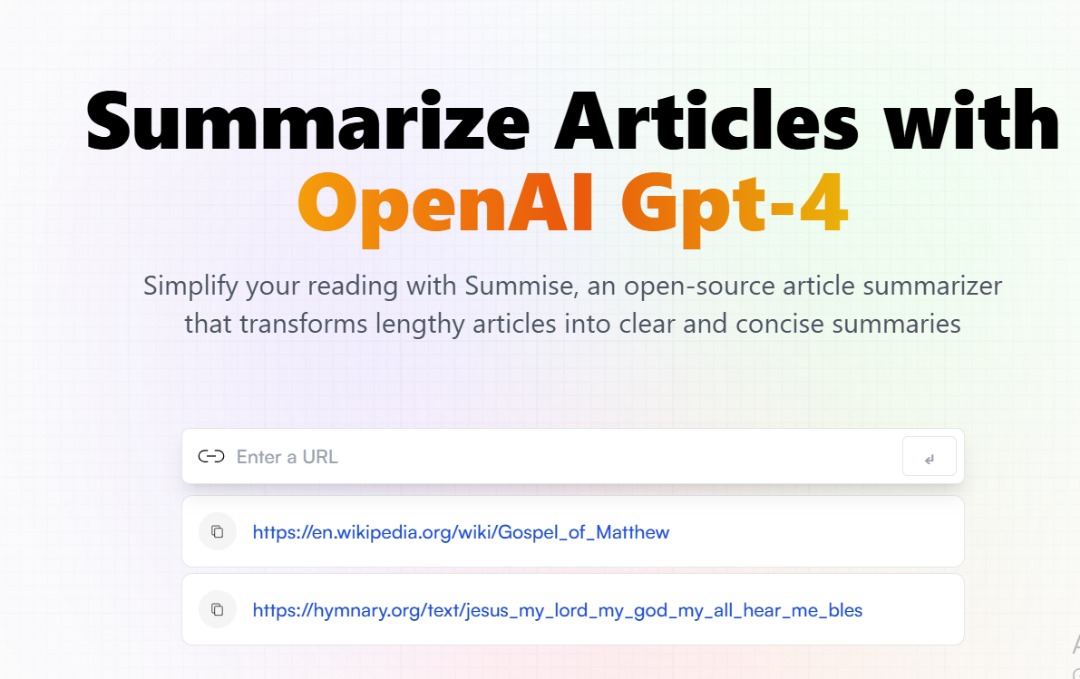 Summarize Articles with
OpenAI Gpt-4
Simplify your reading with Summise, an open-source article summarizer
that transforms lengthy articles into clear and concise summaries
Enter a URL
https://en.wikipedia.org/wiki/Gospel_of_Matthew
https://hymnary.org/text/jesus_my_lord_my_god_my_all_hear_me_bles